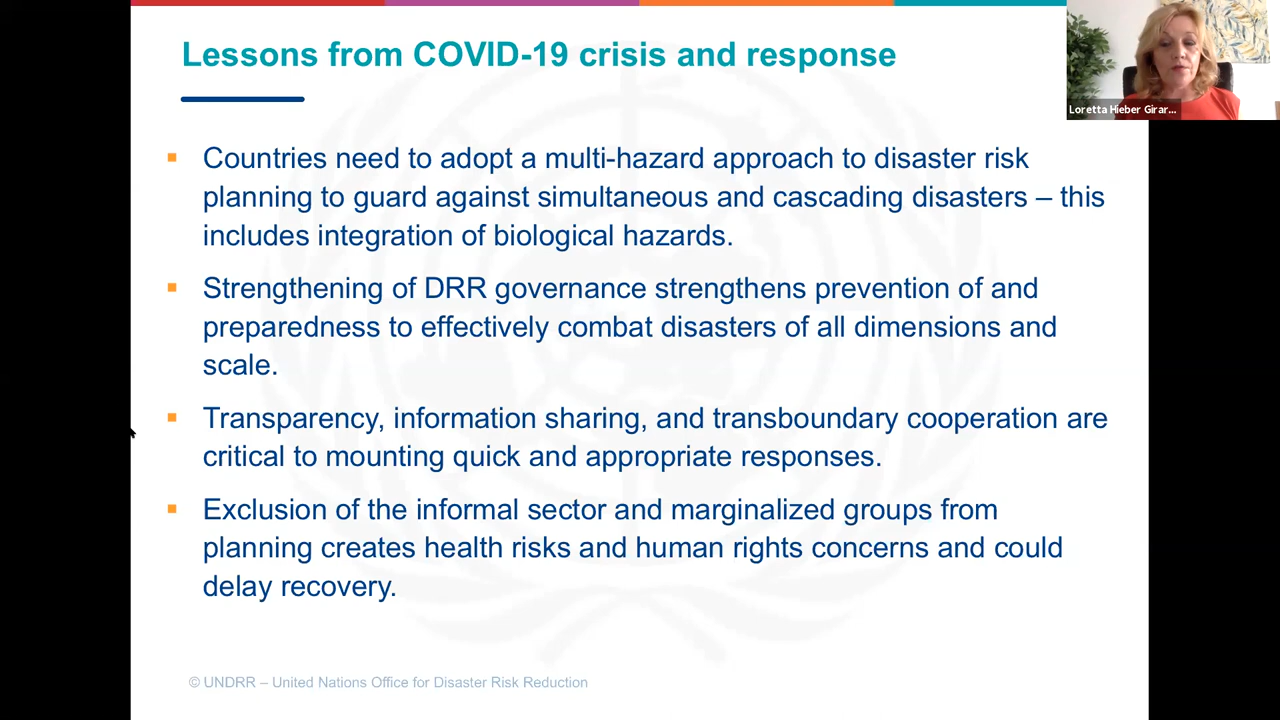 Lessons from COVID-19 crisis and response
Loretta Hieber Girar...
▪ Countries need to adopt a multi-hazard approach to disaster risk
planning to guard against simultaneous and cascading disasters – this
includes integration of biological hazards.
▪ Strengthening of DRR governance strengthens prevention of and
preparedness to effectively combat disasters of all dimensions and
scale.
▪ Transparency, information sharing, and transboundary cooperation are
critical to mounting quick and appropriate responses.
▪ Exclusion of the informal sector and marginalized groups from
planning creates health risks and human rights concerns and could
delay recovery.
© UNDRR – United Nations Office for Disaster Risk Reduction